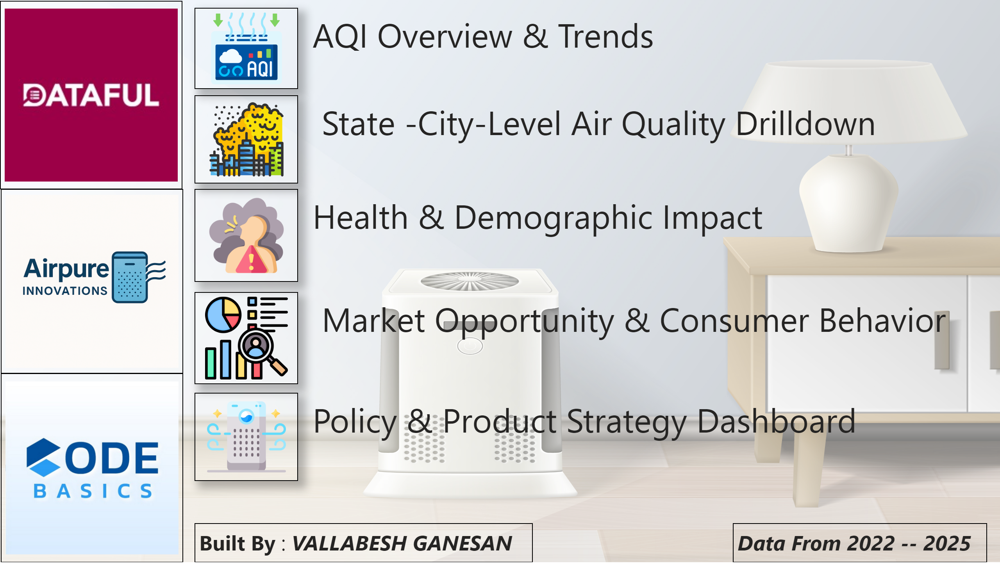 DATAFUL
Airpure
INNOVATIONS
CODE
BASICS
AQI
AQI Overview & Trends
State -City-Level Air Quality Drilldown
Health & Demographic Impact
Market Opportunity & Consumer Behavior
Policy & Product Strategy Dashboard
Built By : VALLABESH GANESAN
Data From 2022 -- 2025